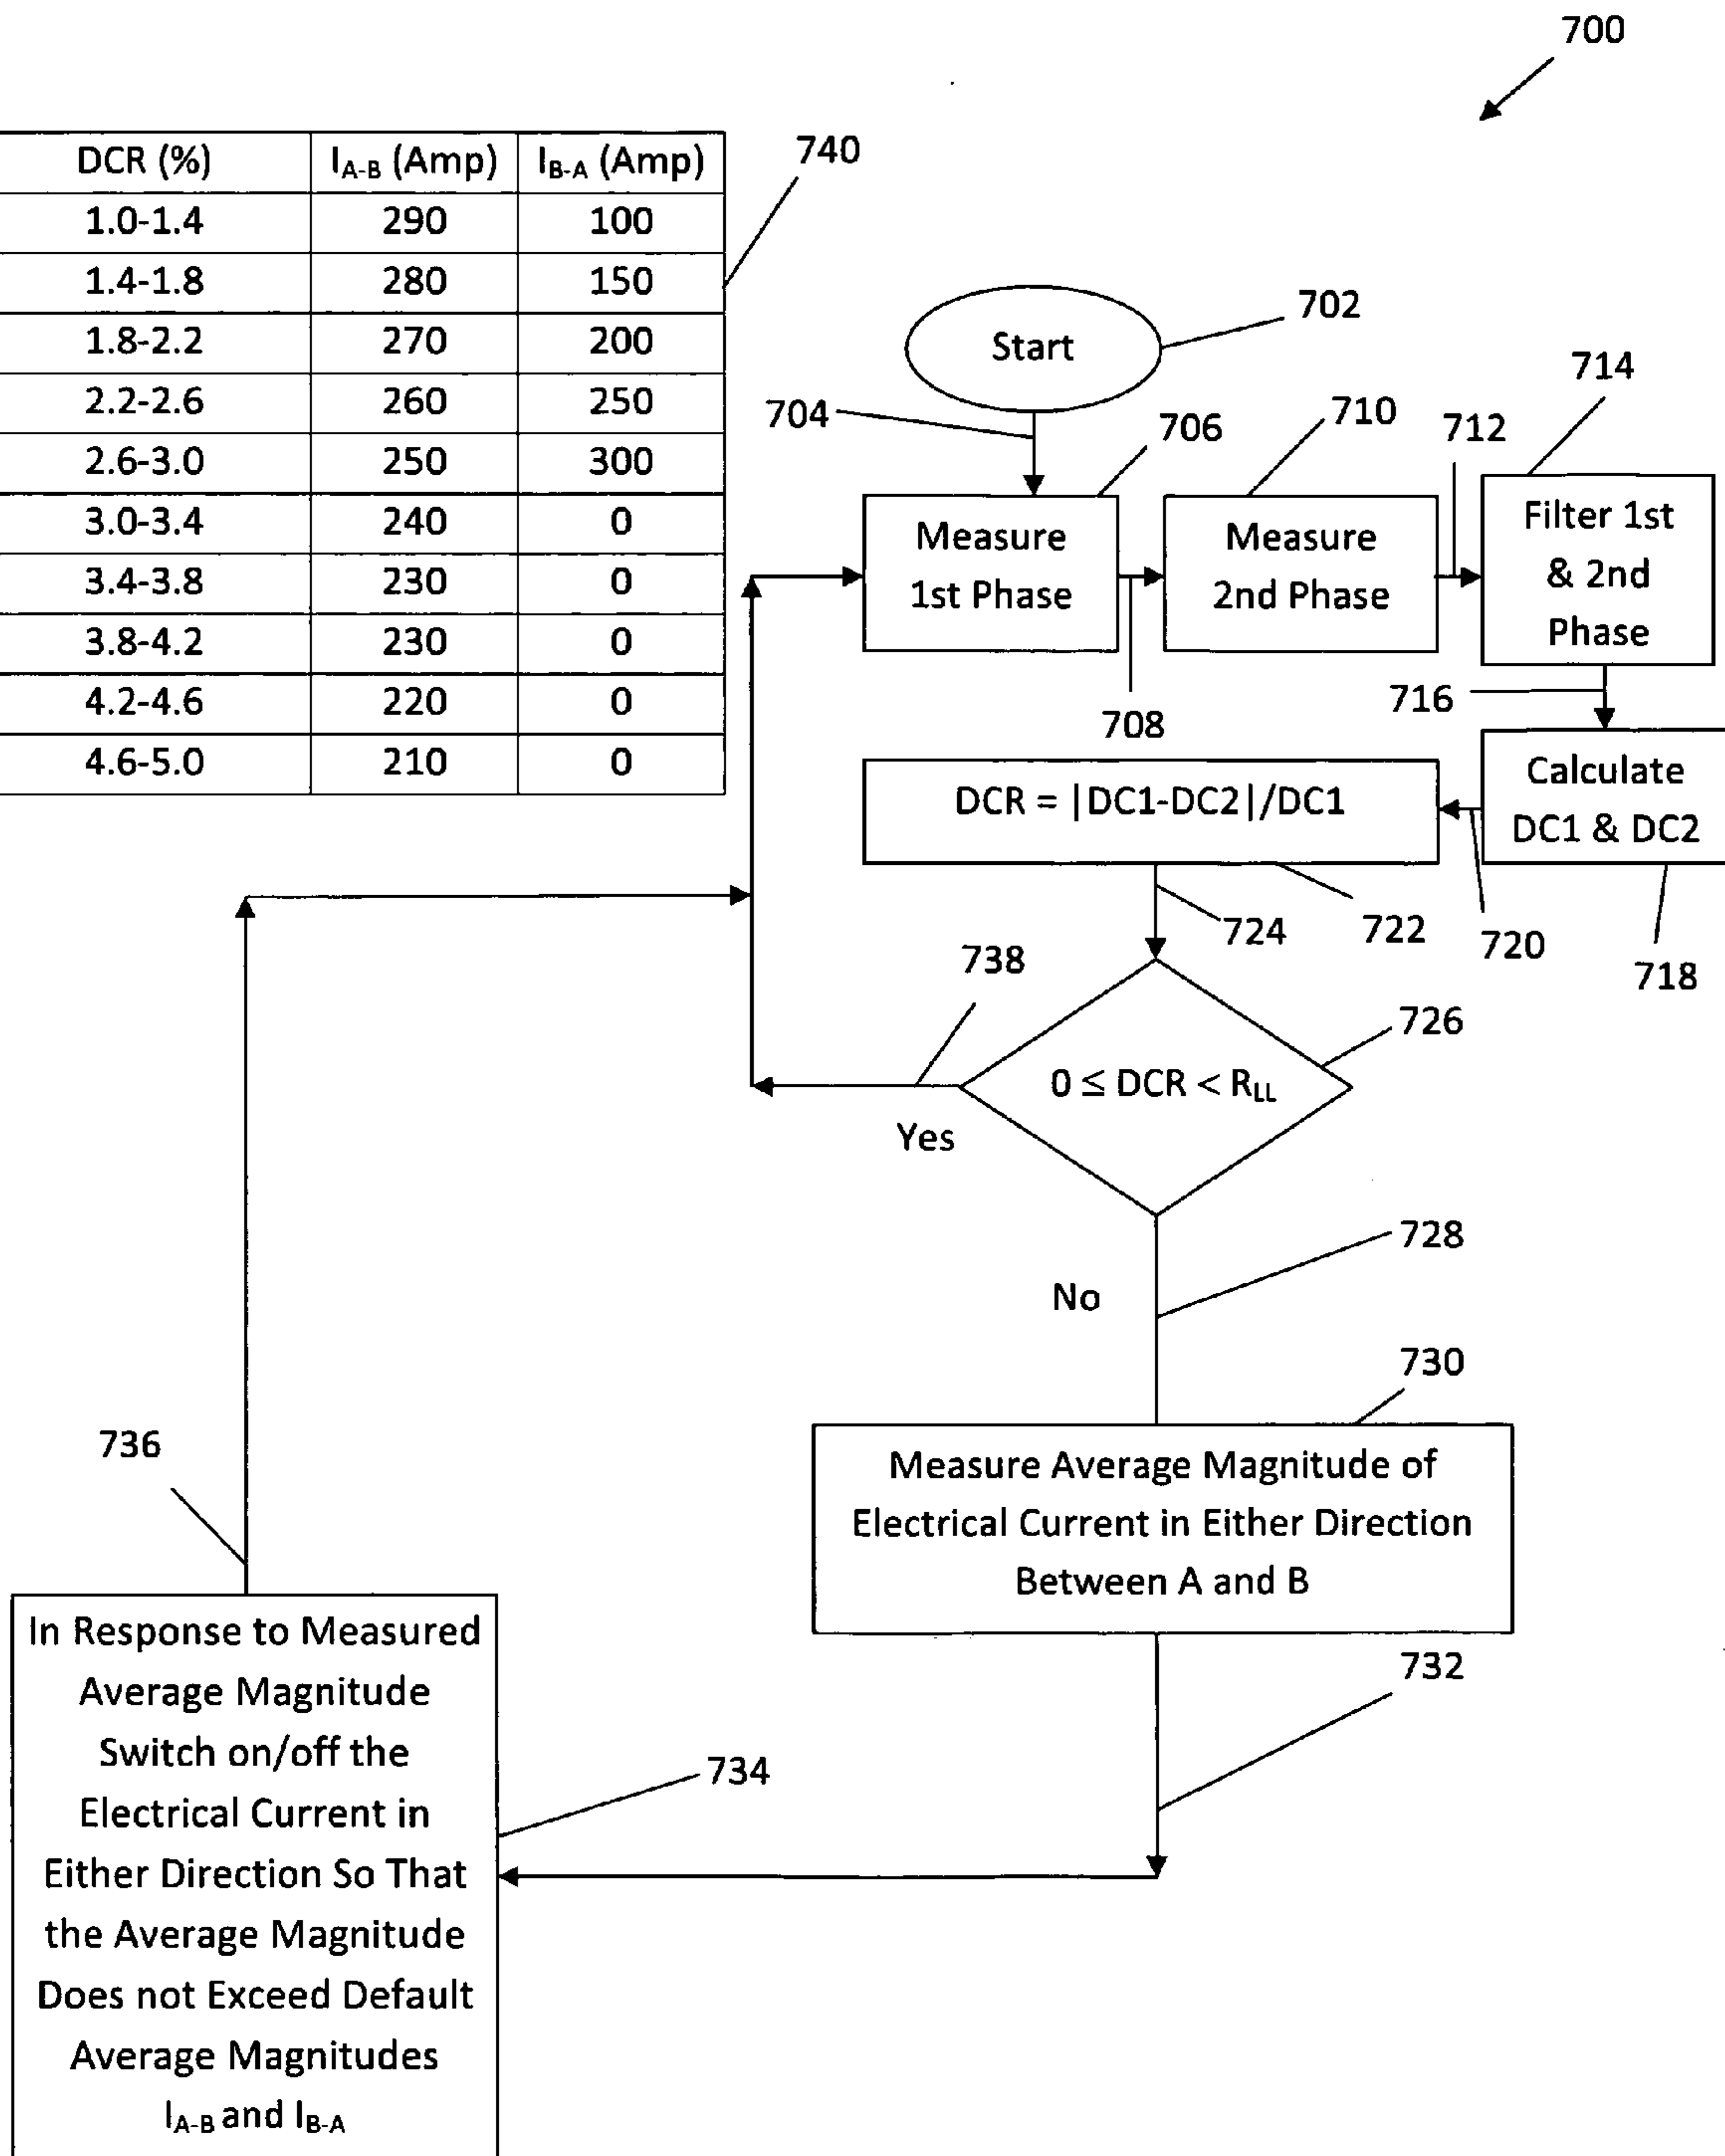 700
740
DCR (%) I_A-B (Amp) I_B-A (Amp)
1.0-1.4 290 100
1.4-1.8 280 150
1.8-2.2 270 200
2.2-2.6 260 250
2.6-3.0 250 300
3.0-3.4 240 0
3.4-3.8 230 0
3.8-4.2 230 0
4.2-4.6 220 0
4.6-5.0 210 0
Start
702
704
706
710
712
714
Measure
1st Phase
Measure
2nd Phase
Filter 1st
& 2nd
Phase
708
716
DCR = |DC1-DC2|/DC1
Calculate
DC1 & DC2
724
722
720
718
738
726
0 ≤ DCR < R_LL
Yes
728
No
730
Measure Average Magnitude of
Electrical Current in Either Direction
Between A and B
732
736
In Response to Measured
Average Magnitude
Switch on/off the
Electrical Current in
Either Direction So That
the Average Magnitude
Does not Exceed Default
Average Magnitudes
I_A-B and I_B-A
734